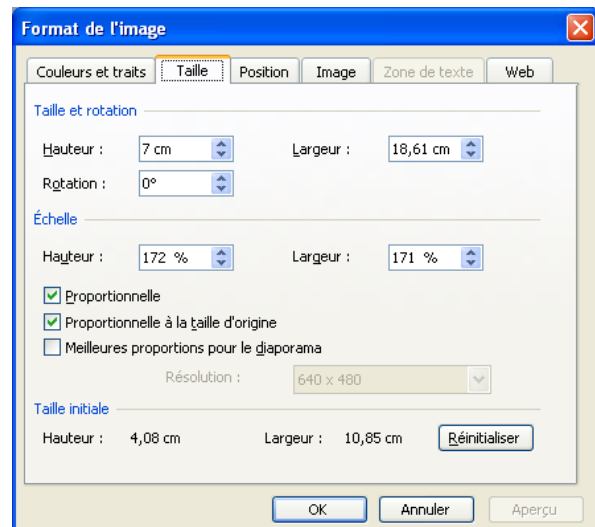 Format de l'image
Couleurs et traits Taille Position Image Zone de texte Web
Taille et rotation
Hauteur : 7 cm Largeur : 18,61 cm
Rotation : 0°
Échelle
Hauteur : 172 % Largeur : 171 %
Proportionnelle
Proportionnelle à la taille d'origine
Meilleures proportions pour le diaporama
Résolution : 640 x 480
Taille initiale
Hauteur : 4,08 cm Largeur : 10,85 cm Réinitialiser
OK Annuler Aperçu